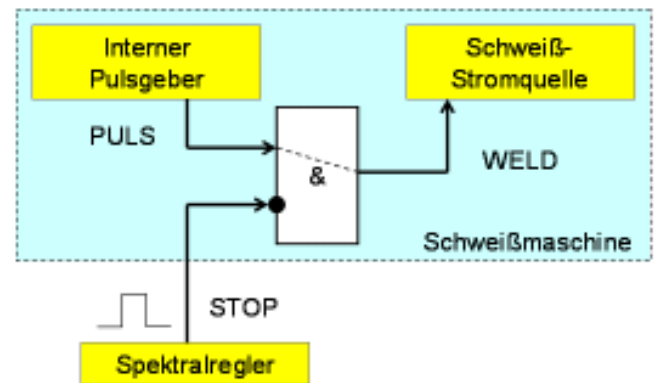 Interner
Pulsgeber
Schweiß-
Stromquelle
PULS
&
WELD
Schweißmaschine
STOP
Spektralregler